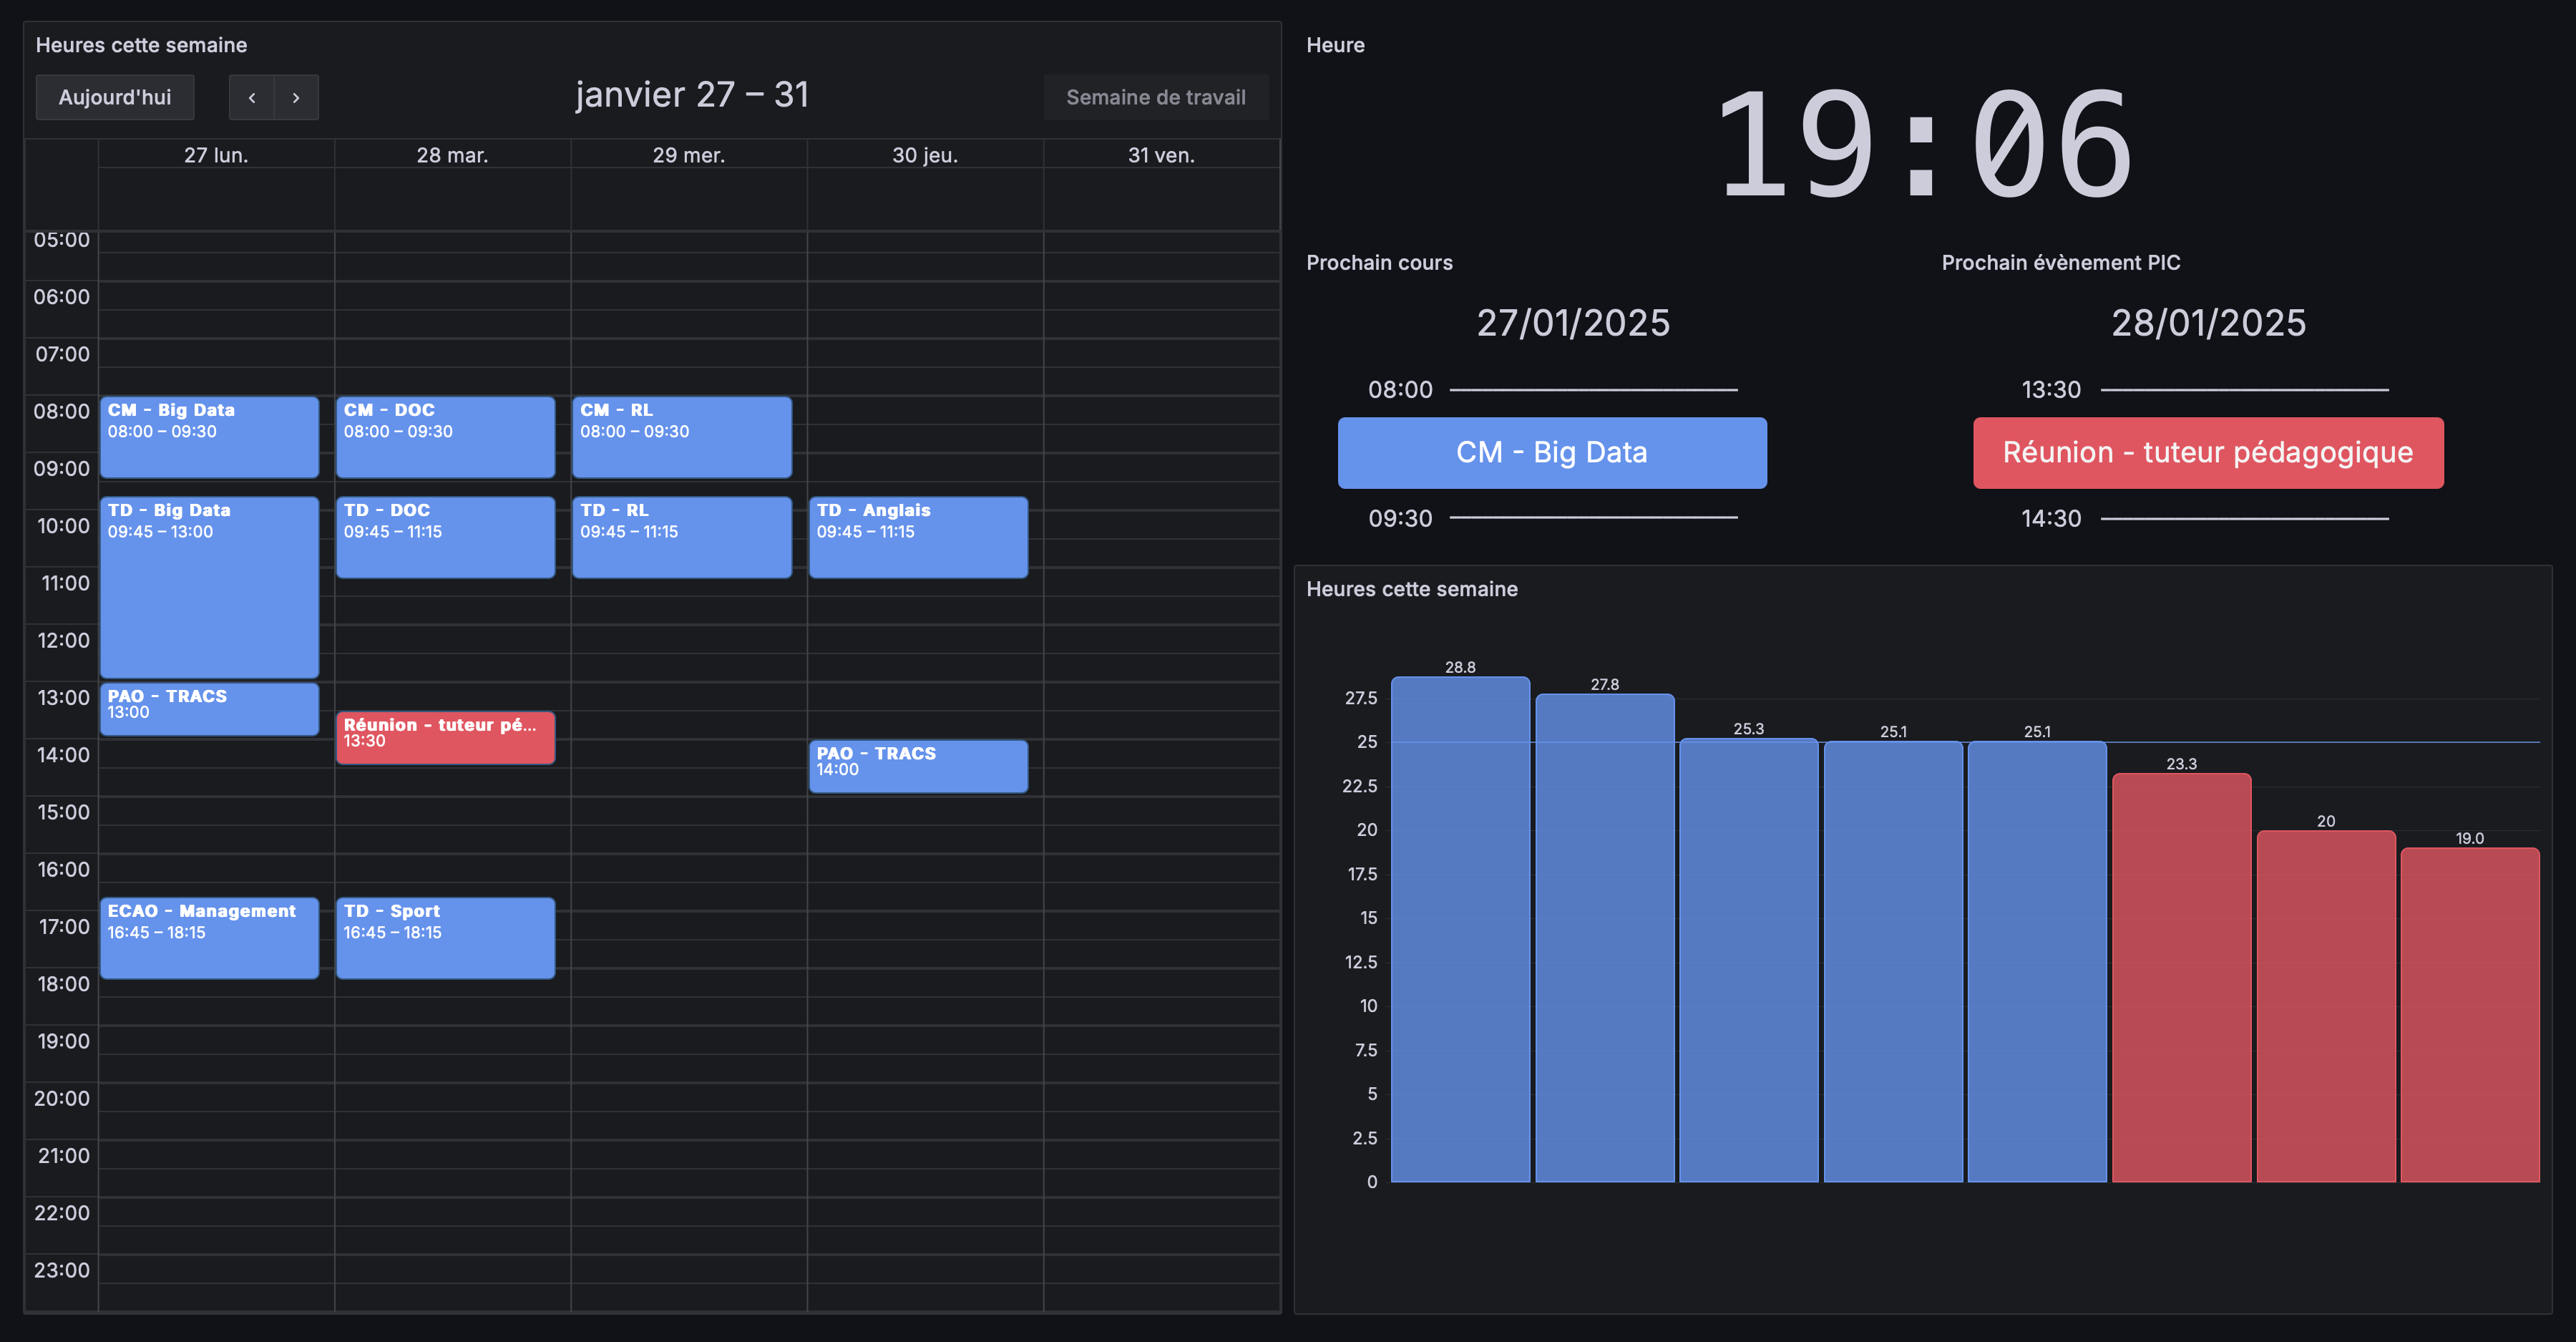 Heures cette semaine
Aujourd'hui
janvier 27 – 31
Semaine de travail
27 lun.
28 mar.
29 mer.
30 jeu.
31 ven.
05:00
06:00
07:00
08:00
09:00
10:00
11:00
12:00
13:00
14:00
15:00
16:00
17:00
18:00
19:00
20:00
21:00
22:00
23:00
CM - Big Data
08:00 – 09:30
TD - Big Data
09:45 – 13:00
PAO - TRACS
13:00
ECAO - Management
16:45 – 18:15
CM - DOC
08:00 – 09:30
TD - DOC
09:45 – 11:15
Réunion - tuteur pé...
13:30
TD - Sport
16:45 – 18:15
CM - RL
08:00 – 09:30
TD - RL
09:45 – 11:15
TD - Anglais
09:45 – 11:15
PAO - TRACS
14:00
Heure
19:06
Prochain cours
27/01/2025
08:00
CM - Big Data
09:30
Prochain évènement PIC
28/01/2025
13:30
Réunion - tuteur pédagogique
14:30
Heures cette semaine
27.5
25
22.5
20
17.5
15
12.5
10
7.5
5
2.5
0
28.8
27.8
25.3
25.1
25.1
23.3
20
19.0